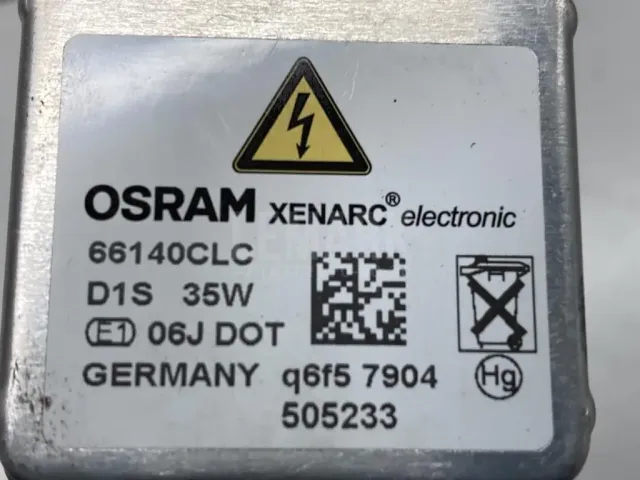 OSRAM XENARC® electronic
66140CLC
D1S 35W
E1 06J DOT
GERMANY q6f5 7904
505233
Hg